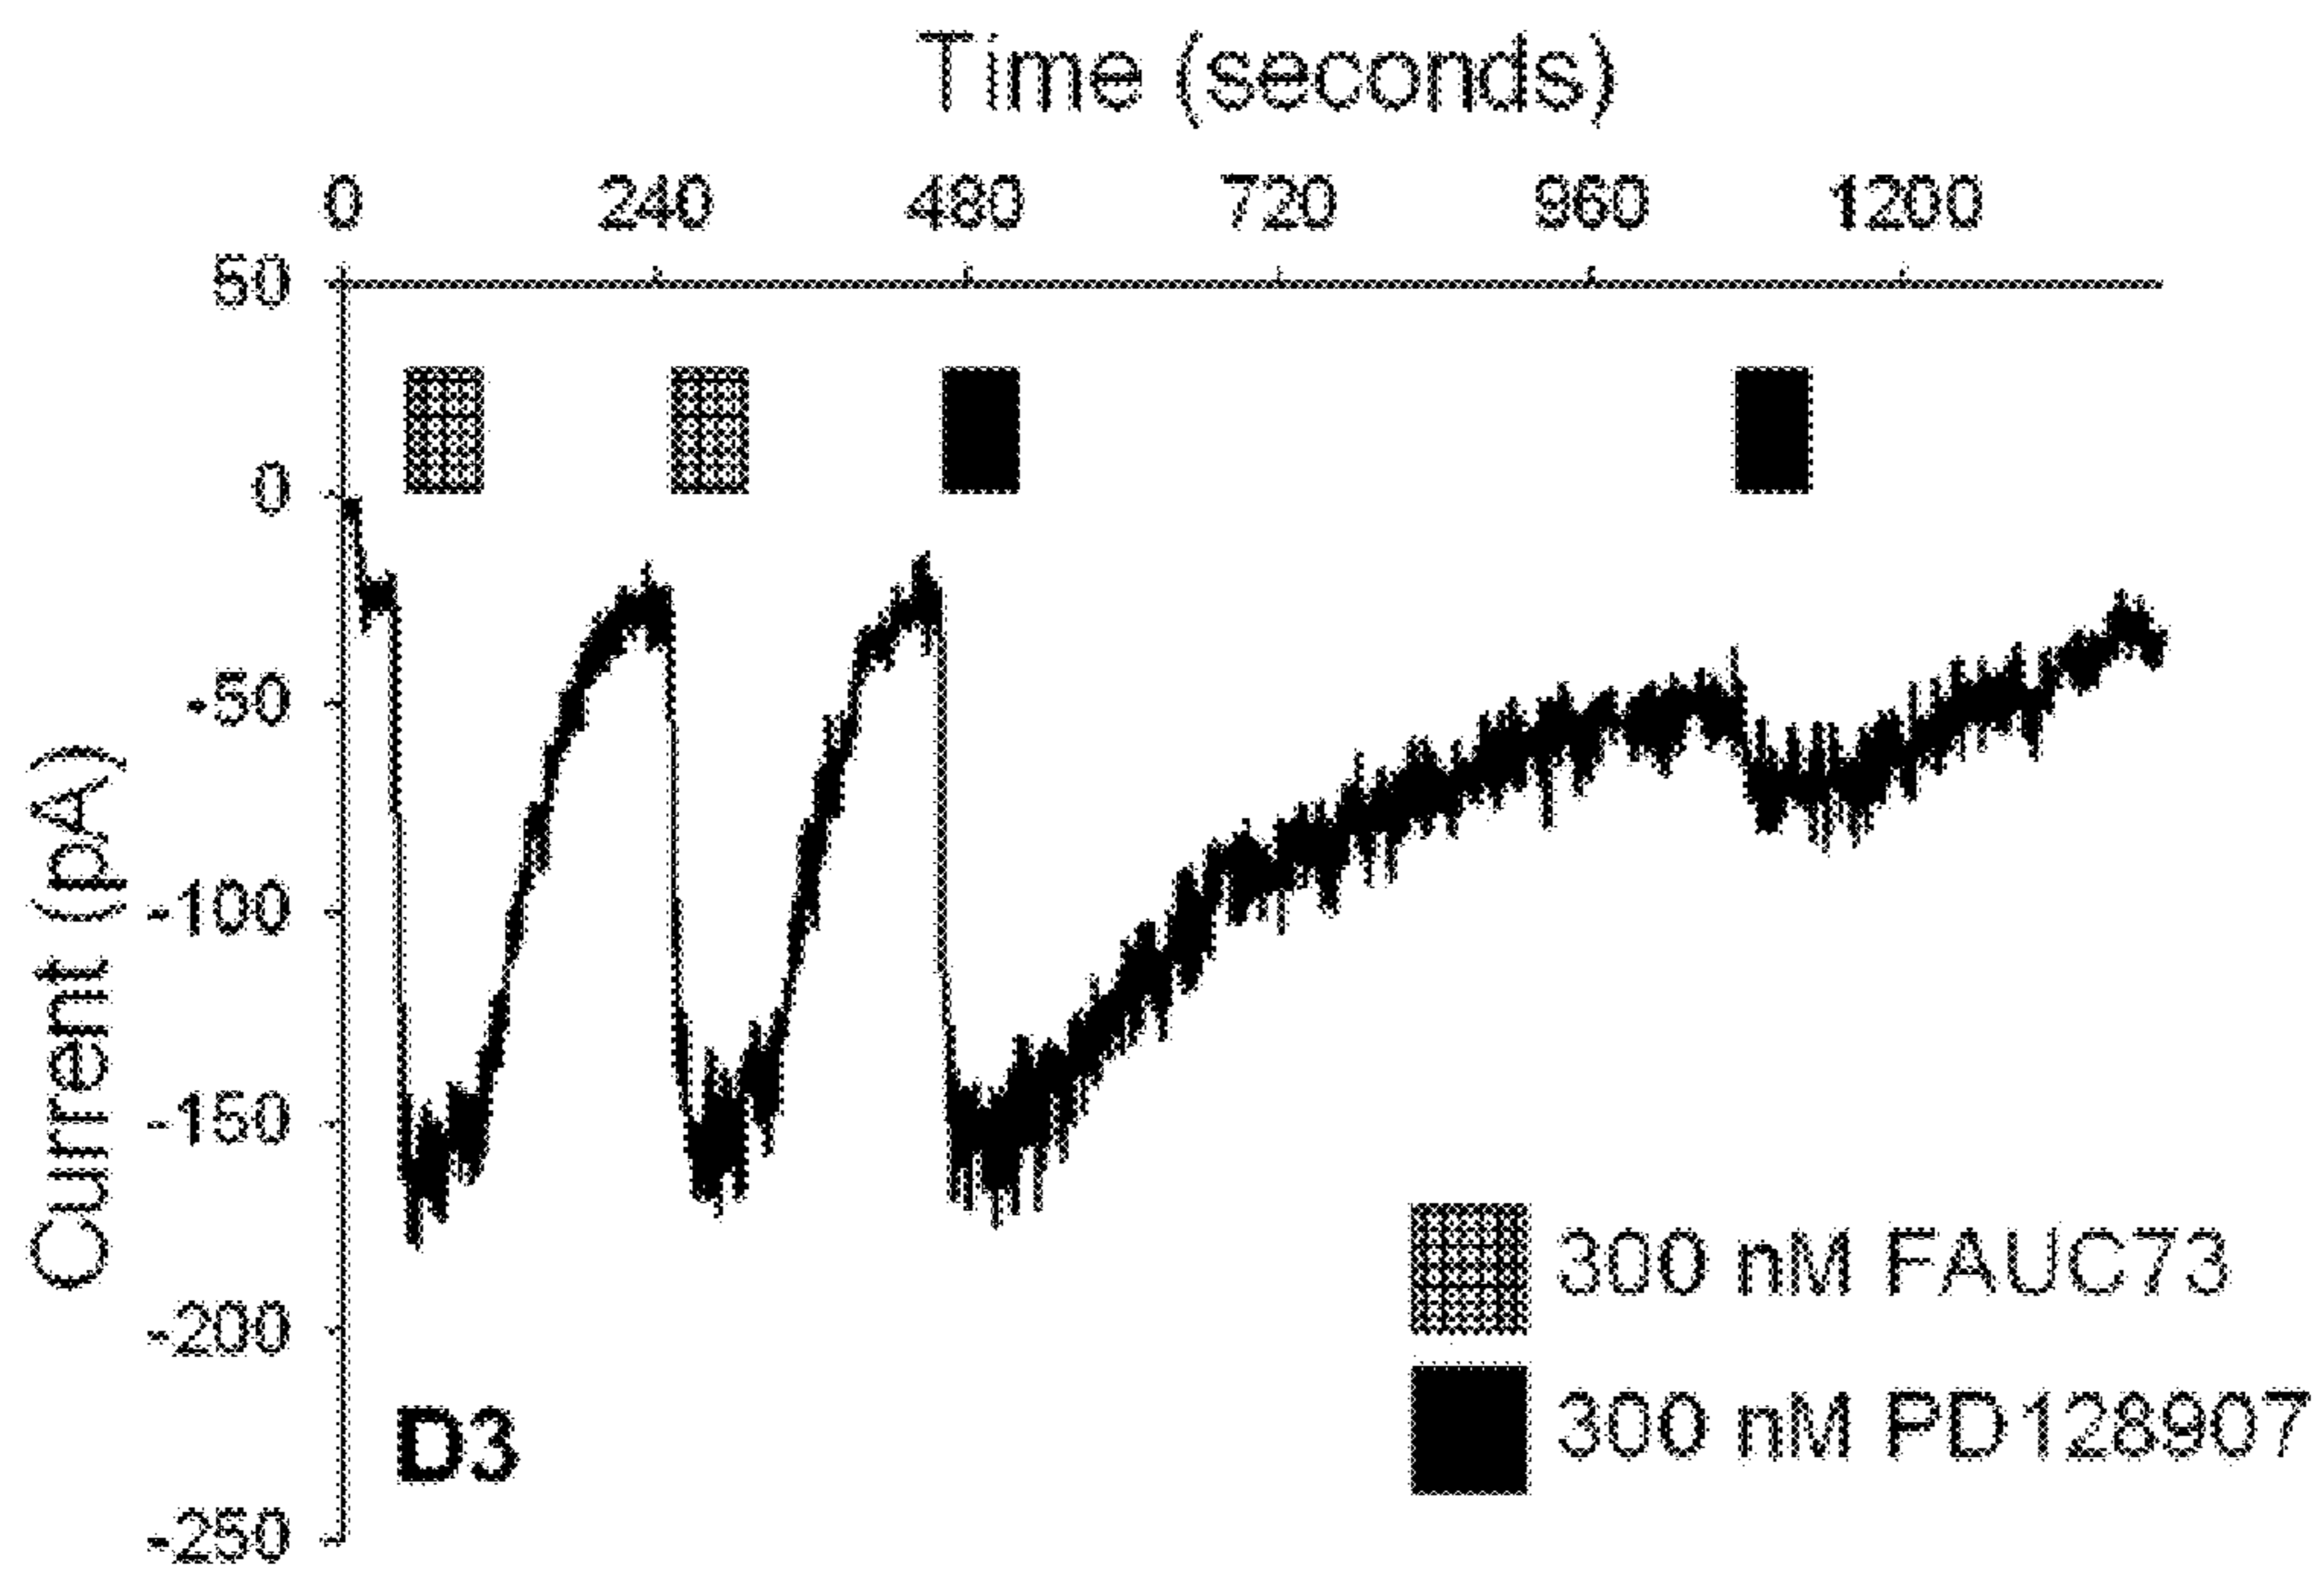 Time (seconds)
0 240 480 720 960 1200
50
0
-50
-100
-150
-200
-250
Current (pA)
300 nM FAUC73
300 nM PD128907
D3